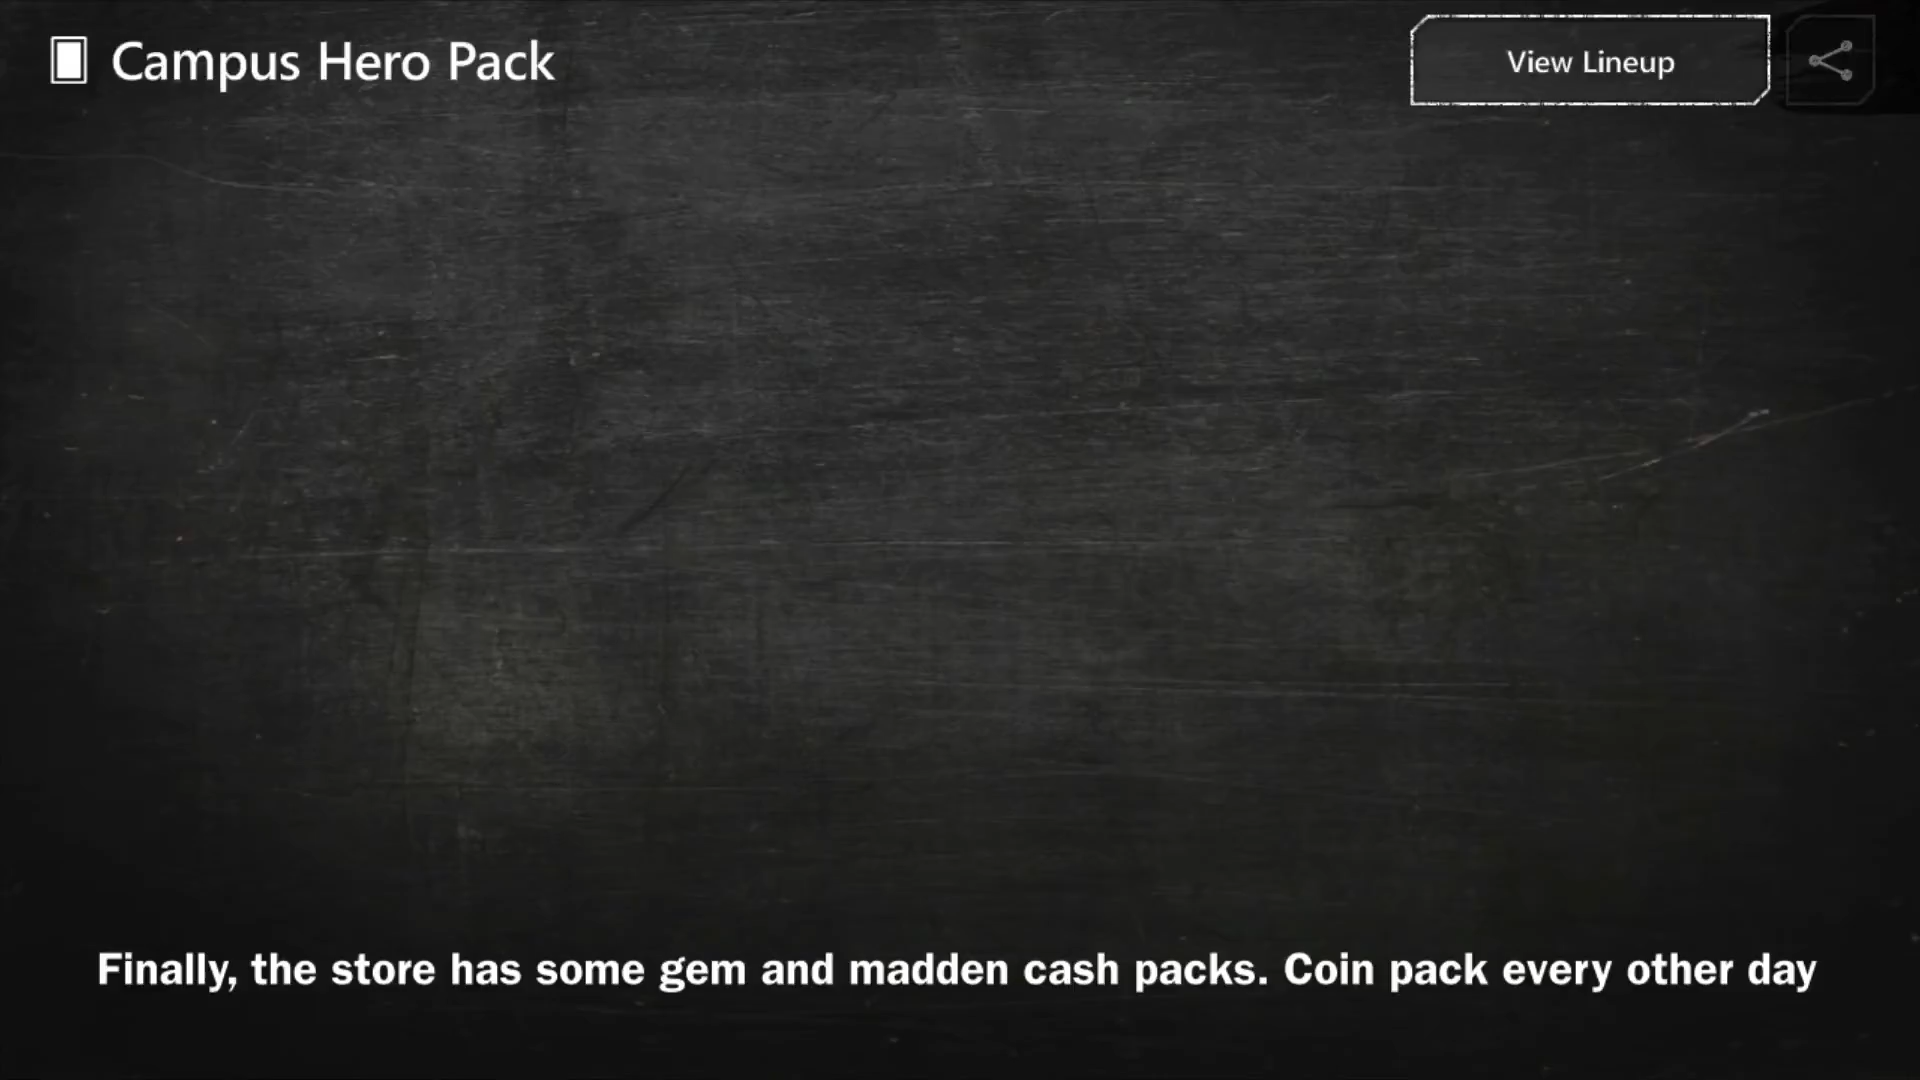 Campus Hero Pack
View Lineup
Finally, the store has some gem and madden cash packs. Coin pack every other day